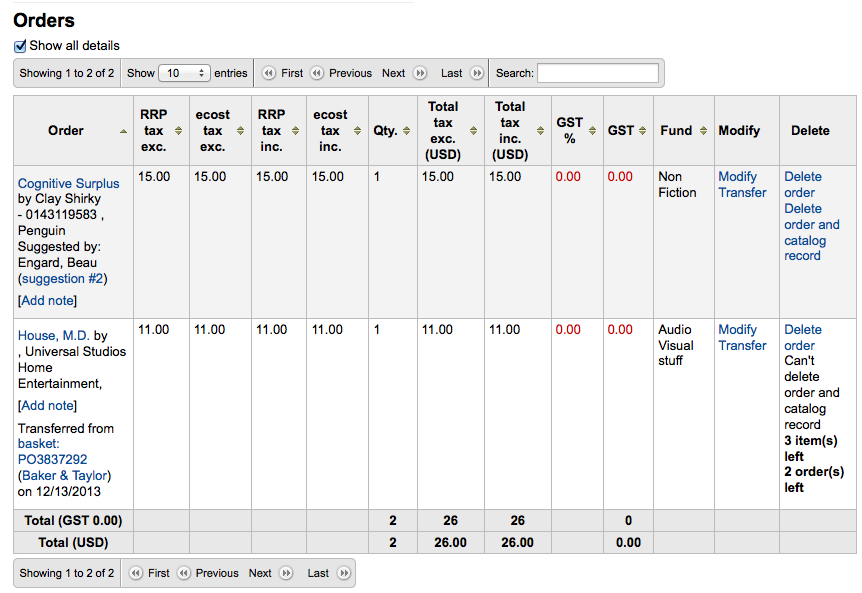 Orders
Show all details
Showing 1 to 2 of 2 Show 10 entries First Previous Next Last Search:
Order RRP tax exc. ecost tax exc. RRP tax inc. ecost tax inc. Qty. Total tax exc. (USD) Total tax inc. (USD) GST % GST Fund Modify Delete
Cognitive Surplus
by Clay Shirky
- 0143119583 ,
Penguin
Suggested by:
Engard, Beau
(suggestion #2)
[Add note]
15.00 15.00 15.00 15.00 1 15.00 15.00 0.00 0.00
Non
Fiction
Modify
Transfer
Delete
order
Delete
order and
catalog
record
House, M.D. by
, Universal Studios
Home
Entertainment,
[Add note]
Transferred from
basket:
PO3837292
(Baker & Taylor)
on 12/13/2013
11.00 11.00 11.00 11.00 1 11.00 11.00 0.00 0.00
Audio
Visual
stuff
Modify
Transfer
Delete
order
Can't
delete
order and
catalog
record
3 item(s)
left
2 order(s)
left
Total (GST 0.00) 2 26 26 0
Total (USD) 2 26.00 26.00 0.00
Showing 1 to 2 of 2 First Previous Next Last